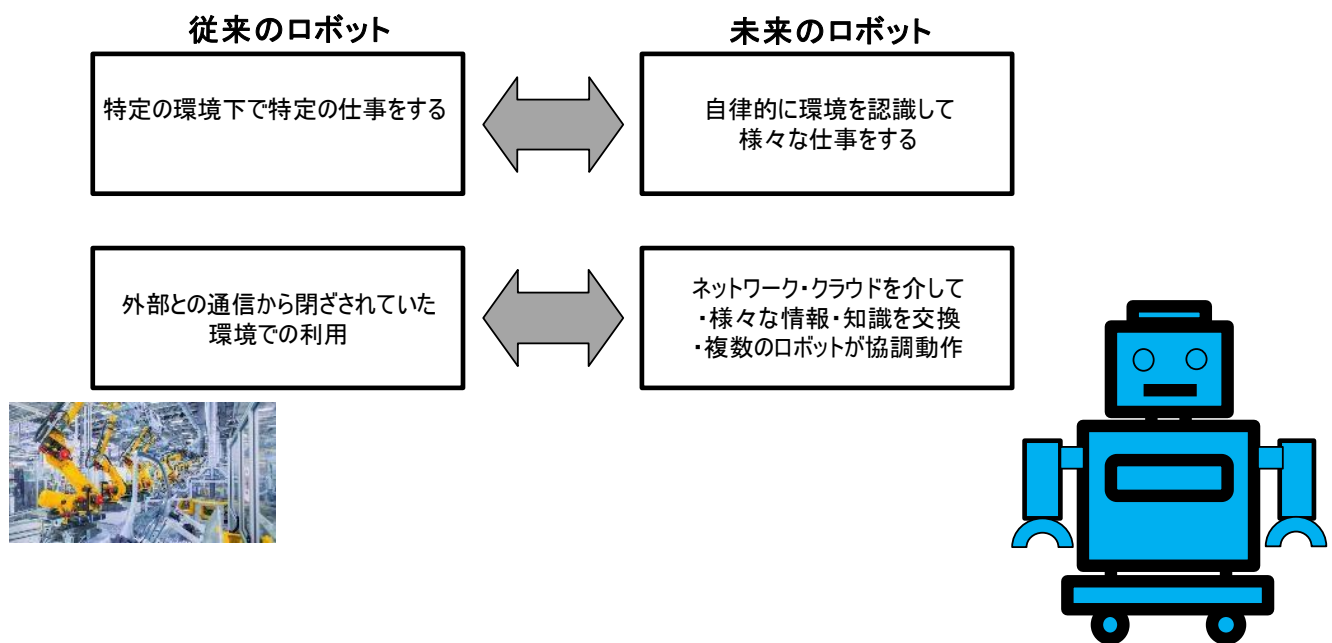 従来のロボット
未来のロボット
特定の環境下で特定の仕事をする
自律的に環境を認識して
様々な仕事をする
外部との通信から閉ざされていた
環境での利用
ネットワーク・クラウドを介して
・様々な情報・知識を交換
・複数のロボットが協調動作